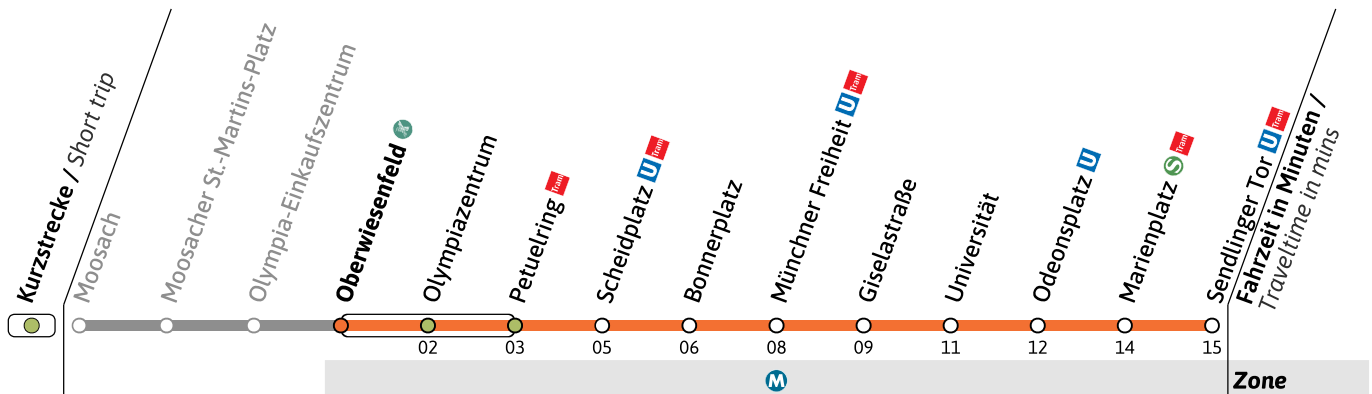 Kurzstrecke / Short trip
Moosach
Moosacher St.-Martins-Platz
Olympia-Einkaufszentrum
Oberwiesenfeld
Olympiazentrum
Petuelring Tram
Scheidplatz U Tram
Bonnerplatz
Münchner Freiheit U Tram
Giselastraße
Universität
Odeonsplatz U
Marienplatz S Tram
Sendlinger Tor U Tram
Fahrzeit in Minuten /
Traveltime in mins
02 03 05 06 08 09 11 12 14 15
M Zone